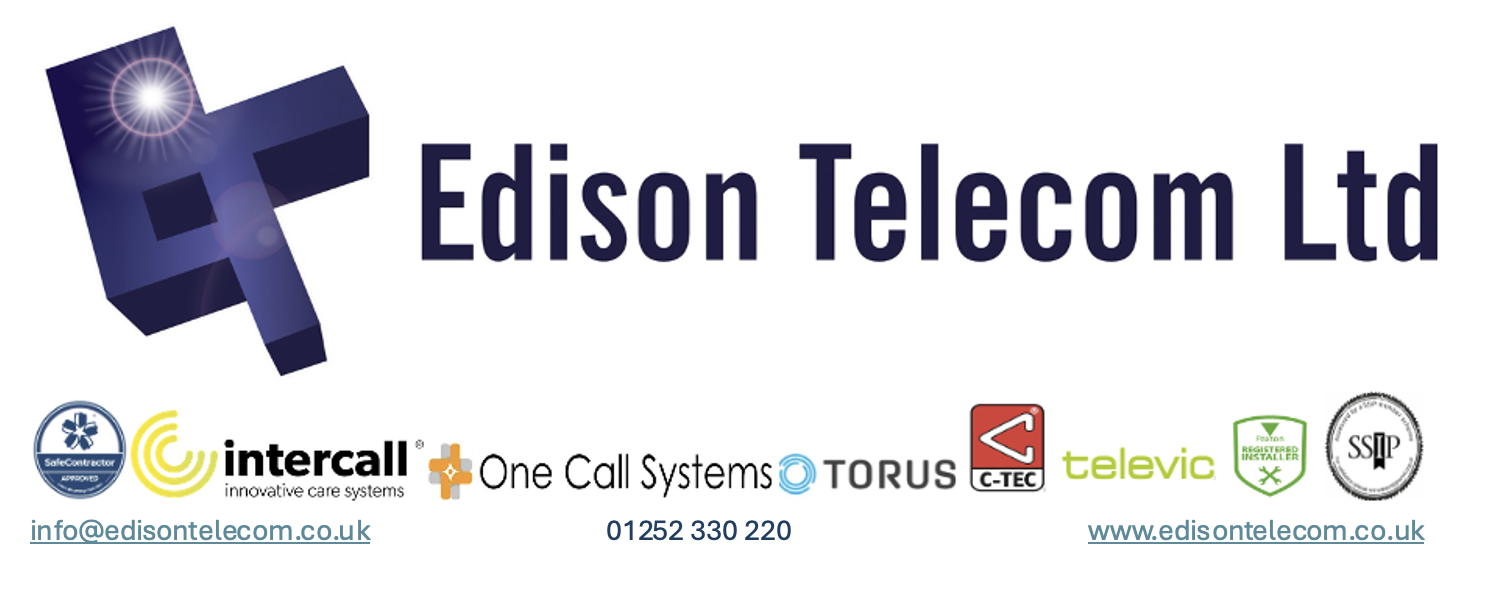 Edison Telecom Ltd
SafeContractor
APPROVED
intercall®
innovative care systems
One Call Systems
TORUS
C-TEC®
televic
REGISTERED
INSTALLER
SSIP
info@edisontelecom.co.uk 01252 330 220 www.edisontelecom.co.uk